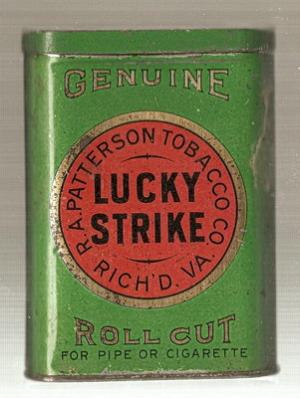 GENUINE
R.A. PATTERSON TOBACCO CO.
LUCKY
STRIKE
RICH'D. VA.
ROLL CUT
FOR PIPE OR CIGARETTE